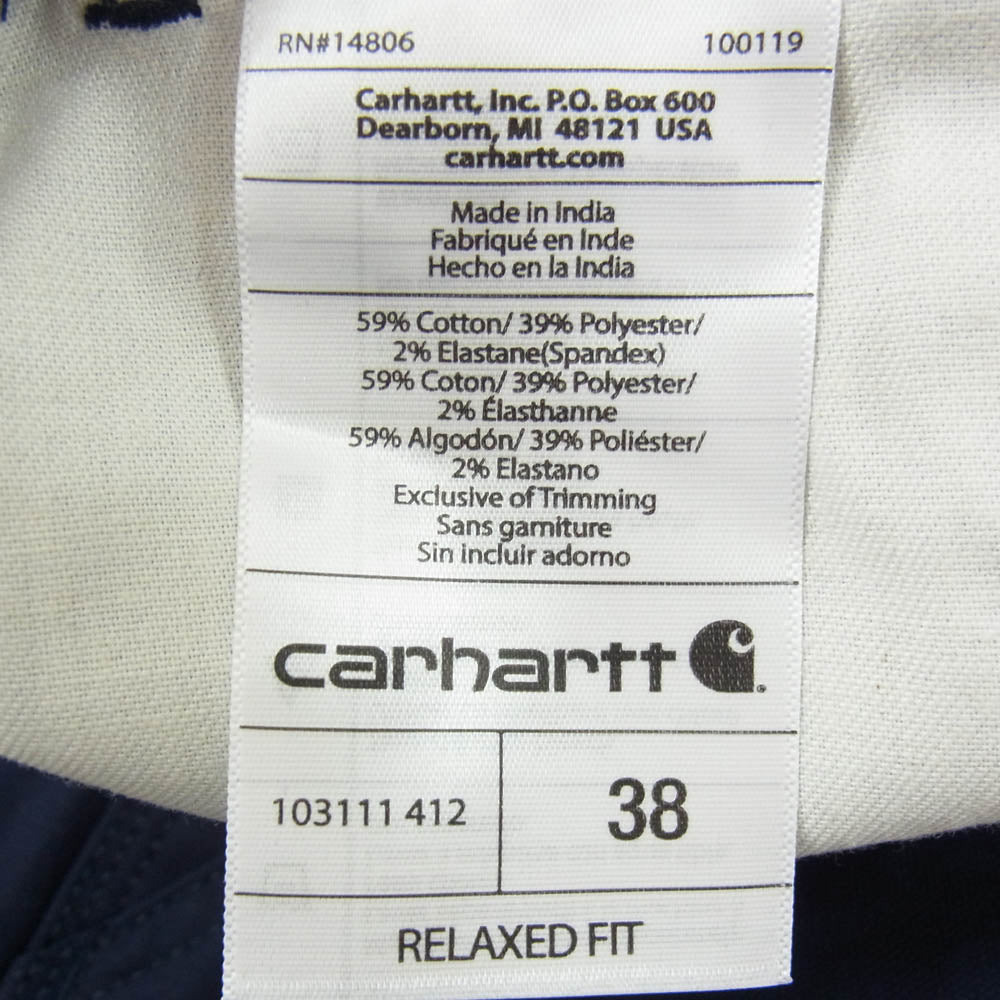 RN#14806 100119
Carhartt, Inc. P.O. Box 600
Dearborn, MI 48121 USA
carhartt.com
Made in India
Fabriqué en Inde
Hecho en la India
59% Cotton/ 39% Polyester/
2% Elastane(Spandex)
59% Coton/ 39% Polyester/
2% Élasthanne
59% Algodón/ 39% Poliéster/
2% Elastano
Exclusive of Trimming
Sans garniture
Sin incluir adorno
carhartt
103111 412 38
RELAXED FIT